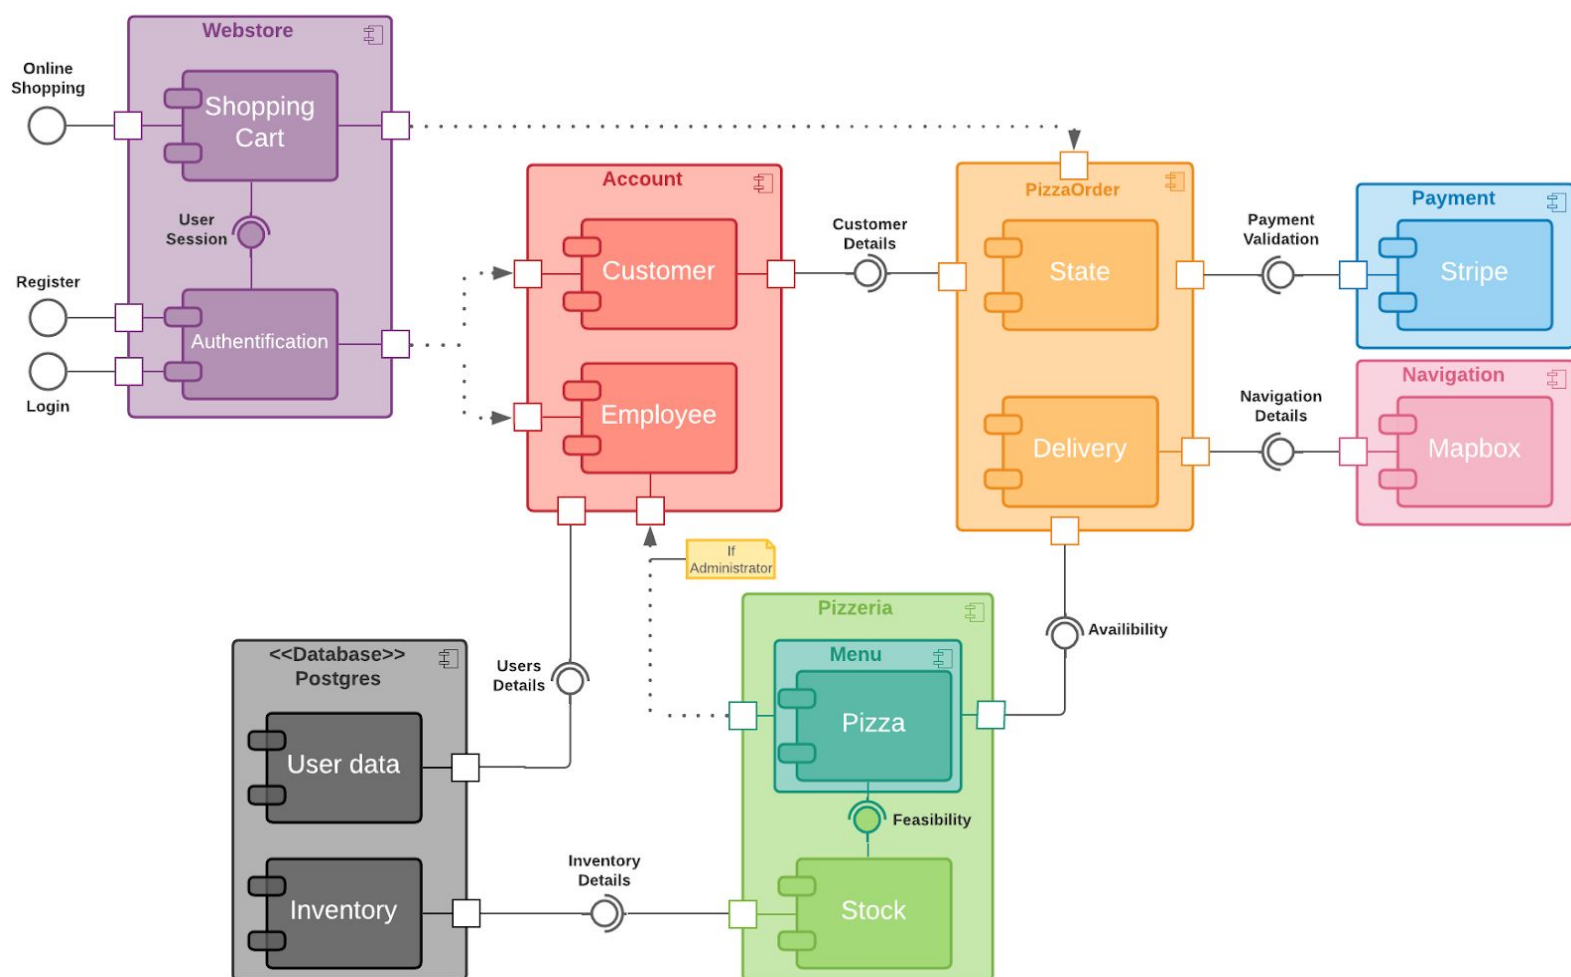 Webstore
Online
Shopping
Shopping
Cart
User
Session
Register
Authentification
Login
Account
Customer
Employee
Customer
Details
PizzaOrder
State
Delivery
Payment
Validation
Payment
Stripe
Navigation
Details
Navigation
Mapbox
If
Administrator
Pizzeria
Menu
Pizza
Availibility
Feasibility
Stock
<<Database>>
Postgres
User data
Inventory
Users
Details
Inventory
Details